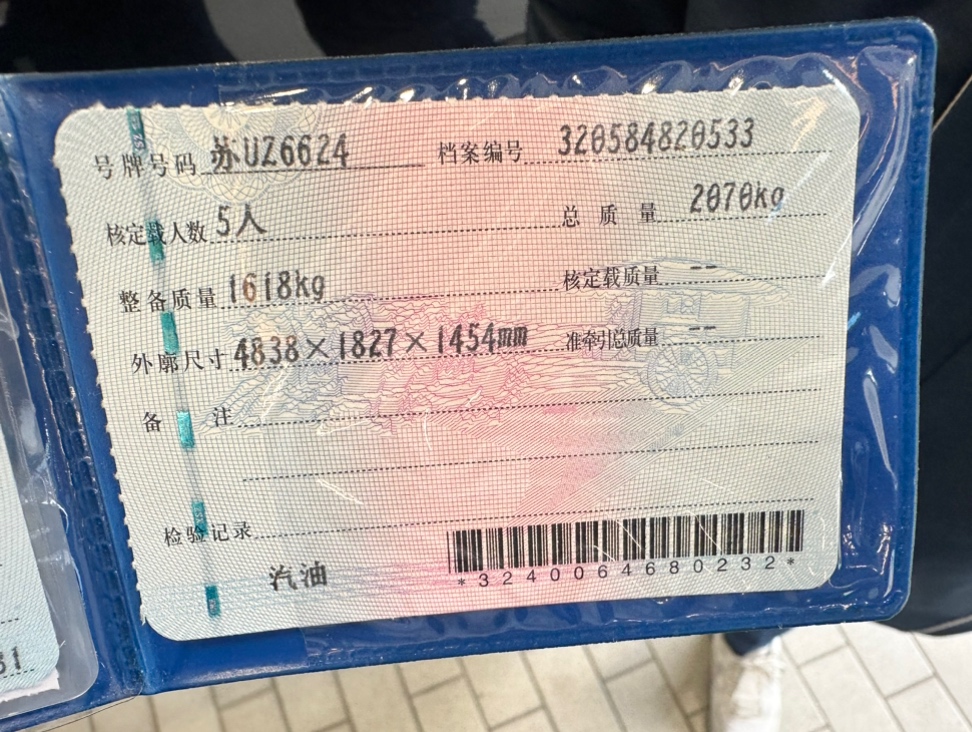 号牌号码 苏UZ6624 档案编号 320584820533
核定载人数 5人 总质量 2070kg
整备质量 1618kg 核定载质量 --
外廓尺寸 4838×1827×1454mm 准牵引总质量 --
备注
检验记录
汽油
*3240064680232*
31